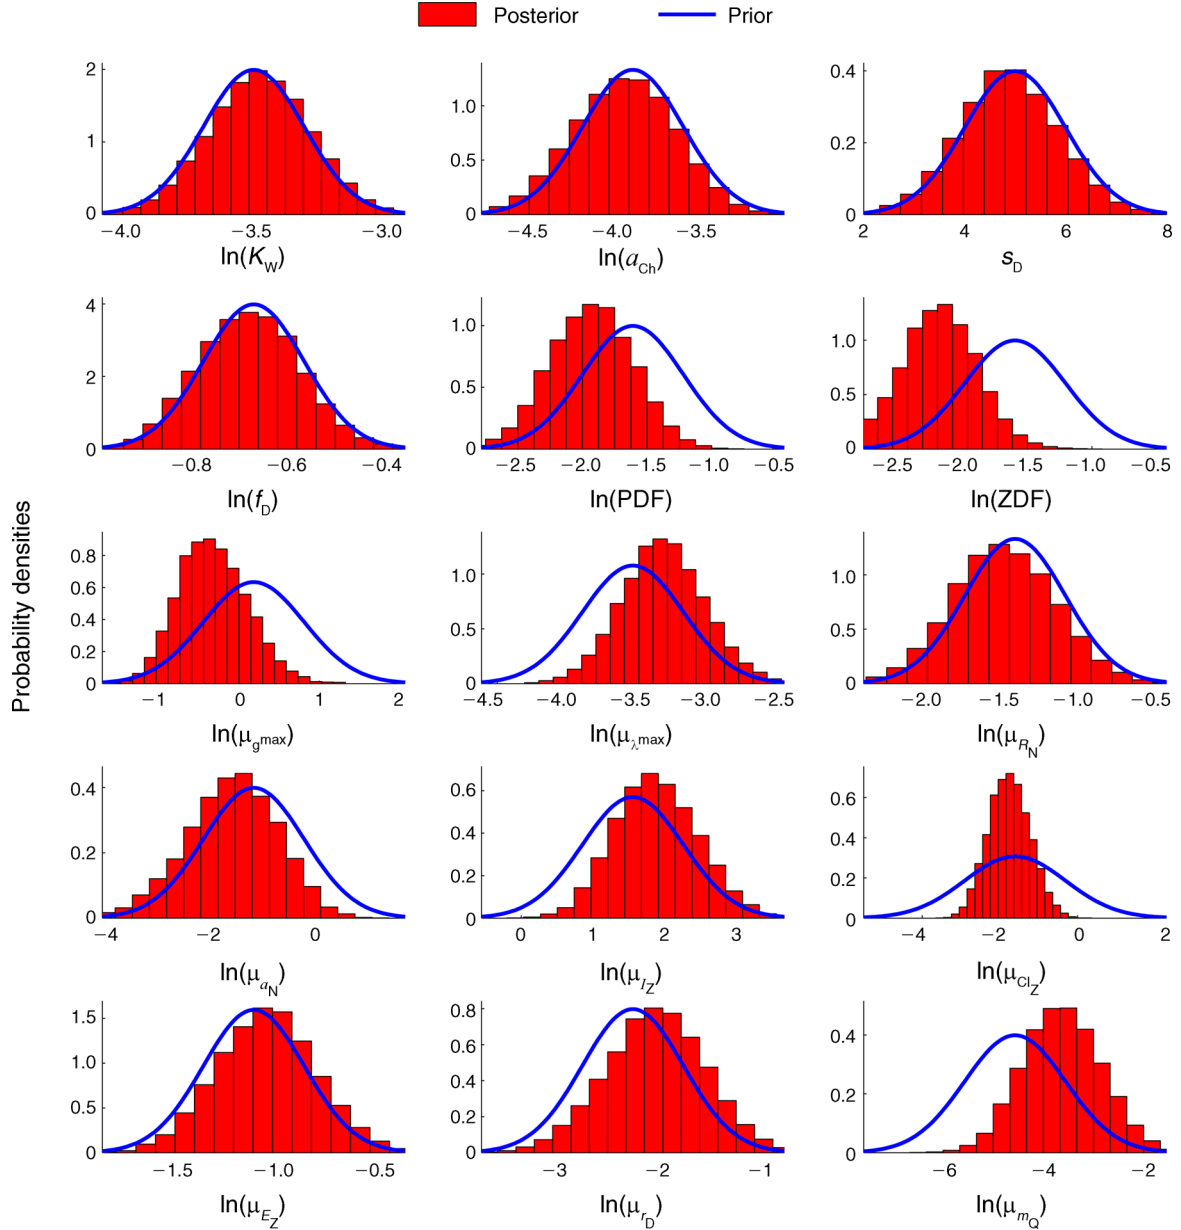 Posterior Prior
2 1 0
−4.0 −3.5 −3.0
ln(K_W)
1.0 0.5 0
−4.5 −4.0 −3.5
ln(a_Ch)
0.4 0.2 0
2 4 6 8
s_D
4 2 0
−0.8 −0.6 −0.4
ln(f_D)
1.0 0.5 0
−2.5 −2.0 −1.5 −1.0 −0.5
ln(PDF)
1.0 0.5 0
−2.5 −2.0 −1.5 −1.0 −0.5
ln(ZDF)
Probability densities
0.8 0.6 0.4 0.2 0
−1 0 1 2
ln(μ_g^max)
1.0 0.5 0
−4.5 −4.0 −3.5 −3.0 −2.5
ln(μ_λ^max)
1.0 0.5 0
−2.0 −1.5 −1.0 −0.5
ln(μ_R_N)
0.4 0.2 0
−4 −2 0
ln(μ_a_N)
0.6 0.4 0.2 0
0 1 2 3
ln(μ_I_Z)
0.6 0.4 0.2 0
−4 −2 0 2
ln(μ_Cl_Z)
1.5 1.0 0.5 0
−1.5 −1.0 −0.5
ln(μ_E_Z)
0.8 0.6 0.4 0.2 0
−3 −2 −1
ln(μ_r_D)
0.4 0.2 0
−6 −4 −2
ln(μ_m_Q)